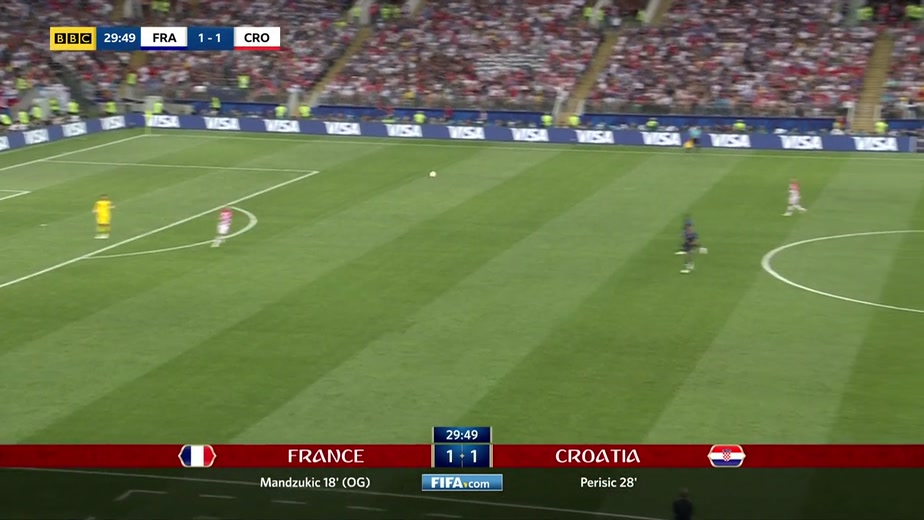 BBC 29:49 FRA 1 - 1 CRO
VISA VISA VISA VISA VISA VISA VISA VISA VISA VISA VISA VISA VISA VISA
29:49
FRANCE 1 - 1 CROATIA
Mandzukic 18' (OG) FIFA.com Perisic 28'